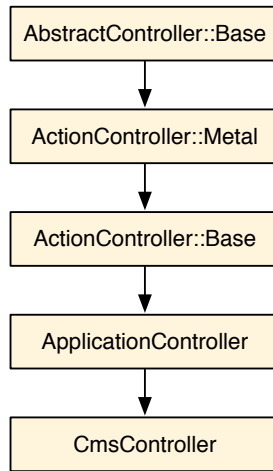 AbstractController::Base
ActionController::Metal
ActionController::Base
ApplicationController
CmsController